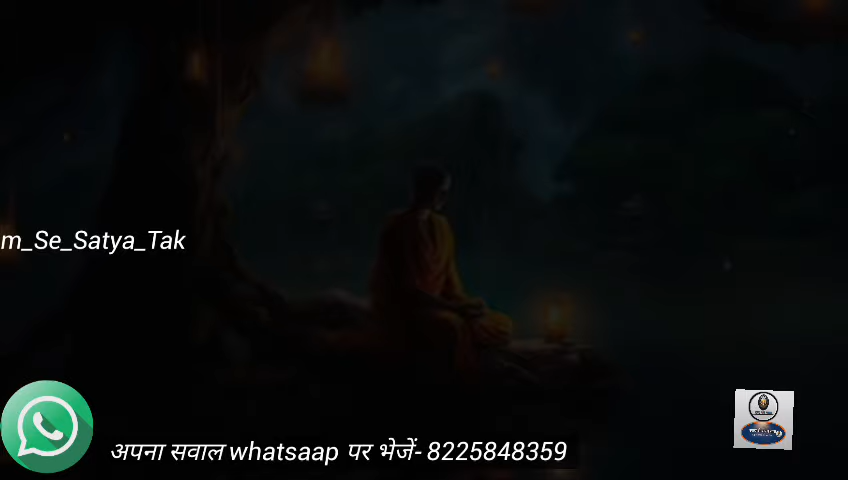 m_Se_Satya_Tak
अपना सवाल whatsaap पर भेजें- 8225848359